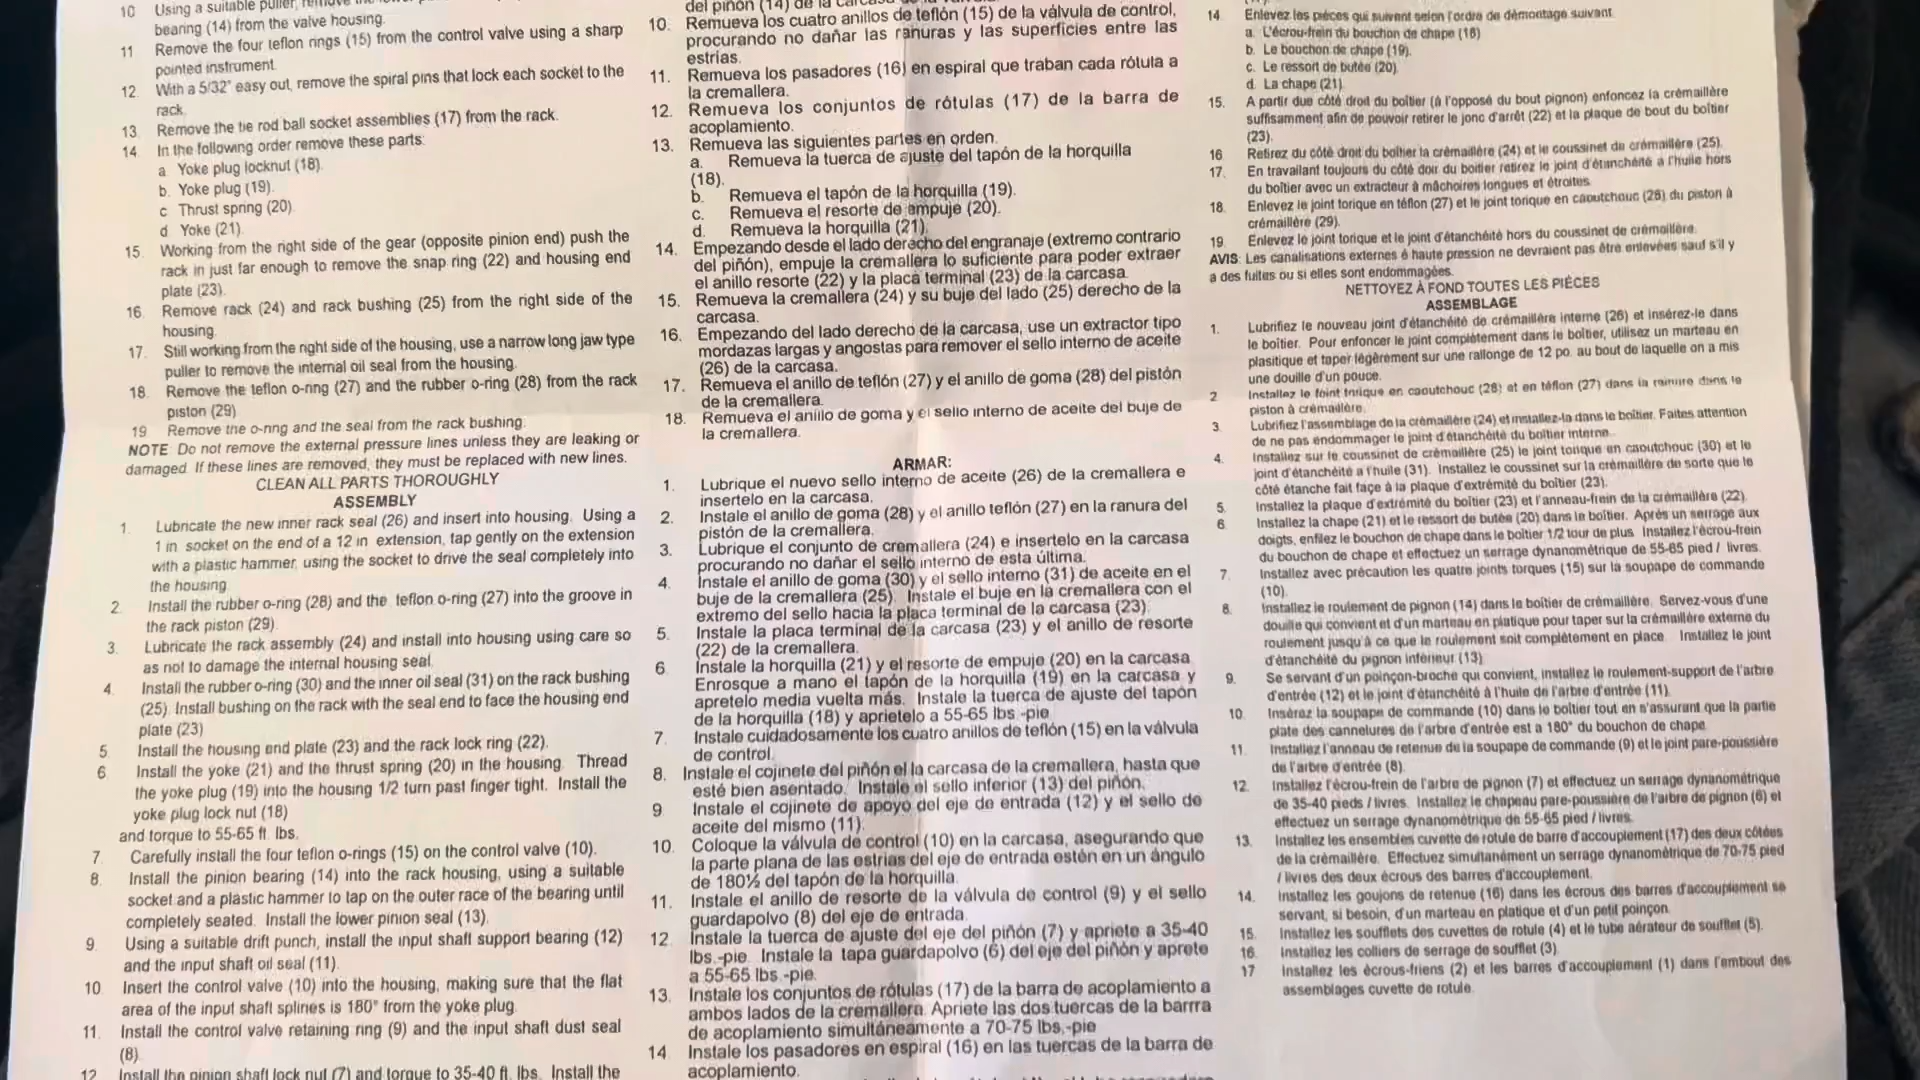 10 Using a suitable puller, remove the
bearing (14) from the valve housing.
11 Remove the four teflon rings (15) from the control valve using a sharp
pointed instrument.
12 With a 5/32" easy out, remove the spiral pins that lock each socket to the
rack.
13. Remove the tie rod ball socket assemblies (17) from the rack.
14. In the following order remove these parts:
a Yoke plug locknut (18).
b. Yoke plug (19).
c Thrust spring (20).
d Yoke (21)
15. Working from the right side of the gear (opposite pinion end) push the
rack in just far enough to remove the snap ring (22) and housing end
plate (23).
16. Remove rack (24) and rack bushing (25) from the right side of the
housing.
17. Still working from the right side of the housing, use a narrow long jaw type
puller to remove the internal oil seal from the housing.
18. Remove the teflon o-ring (27) and the rubber o-ring (28) from the rack
piston (29)
19 Remove the o-ring and the seal from the rack bushing.
NOTE: Do not remove the external pressure lines unless they are leaking or
damaged. If these lines are removed, they must be replaced with new lines.
CLEAN ALL PARTS THOROUGHLY
ASSEMBLY
1. Lubricate the new inner rack seal (26) and insert into housing. Using a
1 in. socket on the end of a 12 in. extension, tap gently on the extension
with a plastic hammer, using the socket to drive the seal completely into
the housing.
2. Install the rubber o-ring (28) and the teflon o-ring (27) into the groove in
the rack piston (29).
3. Lubricate the rack assembly (24) and install into housing using care so
as not to damage the internal housing seal.
4. Install the rubber o-ring (30) and the inner oil seal (31) on the rack bushing
(25). Install bushing on the rack with the seal end to face the housing end
plate (23)
5 Install the housing end plate (23) and the rack lock ring (22).
6. Install the yoke (21) and the thrust spring (20) in the housing. Thread
the yoke plug (19) into the housing 1/2 turn past finger tight. Install the
yoke plug lock nut (18)
and torque to 55-65 ft. lbs.
7. Carefully install the four teflon o-rings (15) on the control valve (10).
8. Install the pinion bearing (14) into the rack housing, using a suitable
socket and a plastic hammer to tap on the outer race of the bearing until
completely seated. Install the lower pinion seal (13).
9. Using a suitable drift punch, install the input shaft support bearing (12)
and the input shaft oil seal (11).
10 Insert the control valve (10) into the housing, making sure that the flat
area of the input shaft splines is 180° from the yoke plug.
11. Install the control valve retaining ring (9) and the input shaft dust seal
(8).
12 Install the pinion shaft lock nut (7) and torque to 35-40 ft. lbs. Install the
del piñón (14) de la carcasa de la
10. Remueva los cuatro anillos de teflón (15) de la válvula de control,
procurando no dañar las ranuras y las superficies entre las
estrías.
11. Remueva los pasadores (16) en espiral que traban cada rótula a
la cremallera.
12. Remueva los conjuntos de rótulas (17) de la barra de
acoplamiento.
13. Remueva las siguientes partes en orden.
a. Remueva la tuerca de ajuste del tapón de la horquilla
(18).
b. Remueva el tapón de la horquilla (19).
c. Remueva el resorte de empuje (20).
d. Remueva la horquilla (21).
14. Empezando desde el lado derecho del engranaje (extremo contrario
del piñón), empuje la cremallera lo suficiente para poder extraer
el anillo resorte (22) y la placa terminal (23) de la carcasa.
15. Remueva la cremallera (24) y su buje del lado (25) derecho de la
carcasa.
16. Empezando del lado derecho de la carcasa, use un extractor tipo
mordazas largas y angostas para remover el sello interno de aceite
(26) de la carcasa.
17. Remueva el anillo de teflón (27) y el anillo de goma (28) del pistón
de la cremallera.
18. Remueva el anillo de goma y el sello interno de aceite del buje de
la cremallera.
ARMAR:
1. Lubrique el nuevo sello interno de aceite (26) de la cremallera e
insertelo en la carcasa.
2. Instale el anillo de goma (28) y el anillo teflón (27) en la ranura del
pistón de la cremallera.
3. Lubrique el conjunto de cremallera (24) e insertelo en la carcasa
procurando no dañar el sello interno de esta última.
4. Instale el anillo de goma (30) y el sello interno (31) de aceite en el
buje de la cremallera (25). Instale el buje en la cremallera con el
extremo del sello hacia la placa terminal de la carcasa (23).
5. Instale la placa terminal de la carcasa (23) y el anillo de resorte
(22) de la cremallera.
6 Instale la horquilla (21) y el resorte de empuje (20) en la carcasa.
Enrosque a mano el tapón de la horquilla (19) en la carcasa y
apretelo media vuelta más. Instale la tuerca de ajuste del tapón
de la horquilla (18) y aprietelo a 55-65 lbs.-pie.
7. Instale cuidadosamente los cuatro anillos de teflón (15) en la válvula
de control.
8. Instale el cojinete del piñón el la carcasa de la cremallera, hasta que
esté bien asentado. Instale el sello inferior (13) del piñón.
9 Instale el cojinete de apoyo del eje de entrada (12) y el sello de
aceite del mismo (11).
10. Coloque la válvula de control (10) en la carcasa, asegurando que
la parte plana de las estrias del eje de entrada estén en un ángulo
de 180½ del tapón de la horquilla.
11. Instale el anillo de resorte de la válvula de control (9) y el sello
guardapolvo (8) del eje de entrada.
12 Instale la tuerca de ajuste del eje del piñón (7) y apriete a 35-40
lbs.-pie. Instale la tapa guardapolvo (6) del eje del piñón y aprete
a 55-65 lbs.-pie.
13. Instale los conjuntos de rótulas (17) de la barra de acoplamiento a
ambos lados de la cremallera. Apriete las dos tuercas de la barrra
de acoplamiento simultáneamente a 70-75 lbs.-pie
14 Instale los pasadores en espiral (16) en las tuercas de la barra de
acoplamiento.
14 Enlevez les pièces qui suivent selon l'ordre de démontage suivant
a. L'écrou-frein du bouchon de chape (18)
b. Le bouchon de chape (19).
c. Le ressort de butée (20).
d. La chape (21).
15. A partir due côté droit du boîtier (à l'opposé du bout pignon) enfoncez la crémaillère
suffisamment afin de pouvoir retirer le jonc d'arrêt (22) et la plaque de bout du boîtier
(23).
16 Retirez du côté droit du boîtier la crémaillère (24) et le coussinet de crémaillère (25).
17. En travailant toujours du côté doir du boitier retirez le joint d'étanchéité a l'huile hors
du boîtier avec un extracteur à mâchoires longues et étroites.
18. Enlevez le joint torique en téflon (27) et le joint torique en caoutchouc (28) du piston à
crémaillère (29).
19. Enlevez le joint torique et le joint d'étanchéité hors du coussinet de crémaillère.
AVIS: Les canalisations externes é haute pression ne devraient pas être enlevées sauf s'il y
a des fuites ou si elles sont endommagées.
NETTOYEZ À FOND TOUTES LES PIÈCES
ASSEMBLAGE
1. Lubrifiez le nouveau joint d'étanchéité de crémaillère interne (26) et insérez-le dans
le boîtier. Pour enfoncer le joint complètement dans le boîtier, utilisez un marteau en
plasitique et taper légèrement sur une rallonge de 12 po. au bout de laquelle on a mis
une douille d'un pouce.
2 Installez le joint torique en caoutchouc (28) et en téflon (27) dans la rainure dans le
piston à crémaillère.
3. Lubrifiez l'assemblage de la crémaillère (24) et installez-la dans le boîtier. Faites attention
de ne pas endommager le joint d'étanchéité du boîtier interne.
4. Installez sur le coussinet de crémaillère (25) le joint torique en caoutchouc (30) et le
joint d'étanchéité a l'huile (31). Installez le coussinet sur la crémaillère de sorte que le
côté étanche fait façe à la plaque d'extrémité du boîtier (23).
5. Installez la plaque d'extrémité du boîtier (23) et l'anneau-frein de la crémaillère (22).
6. Installez la chape (21) et le ressort de butée (20) dans le boîtier. Après un serrage aux
doigts, enfilez le bouchon de chape dans le boîtier 1/2 tour de plus. Installez l'écrou-frein
du bouchon de chape et effectuez un serrage dynanométrique de 55-65 pied / livres.
7. Installez avec précaution les quatre joints torques (15) sur la soupape de commande
(10).
8. Installez le roulement de pignon (14) dans le boîtier de crémaillère. Servez-vous d'une
douille qui convient et d'un marteau en platique pour taper sur la crémaillère externe du
roulement jusqu'à ce que le roulement soit complètement en place. Installez le joint
d'étanchéité du pignon inférieur (13)
9. Se servant d'un poinçon-broche qui convient, installez le roulement-support de l'arbre
d'entrée (12) et le joint d'étanchéité à l'huile de l'arbre d'entrée (11).
10. Insérez la soupape de commande (10) dans le boîtier tout en s'assurant que la partie
plate des cannelures de l'arbre d'entrée est a 180° du bouchon de chape.
11. Installez l'anneau de retenue de la soupape de commande (9) et le joint pare-poussière
de l'arbre d'entrée (8).
12. Installez l'écrou-frein de l'arbre de pignon (7) et effectuez un serrage dynanométrique
de 35-40 pieds / livres. Installez le chapeau pare-poussière de l'arbre de pignon (6) et
effectuez un serrage dynanométrique de 55-65 pied / livres.
13. Installez les ensembles cuvette de rotule de barre d'accouplement (17) des deux côtées
de la crémaillère. Effectuez simultanément un serrage dynanométrique de 70-75 pied
/ livres des deux écrous des barres d'accouplement.
14. Installez les goujons de retenue (16) dans les écrous des barres d'accouplement se
servant, si besoin, d'un marteau en platique et d'un petit poinçon.
15. Installez les soufflets des cuvettes de rotule (4) et le tube aérateur de soufflet (5).
16. Installez les colliers de serrage de soufflet (3).
17 Installez les écrous-friens (2) et les barres d'accouplement (1) dans l'embout des
assemblages cuvette de rotule.